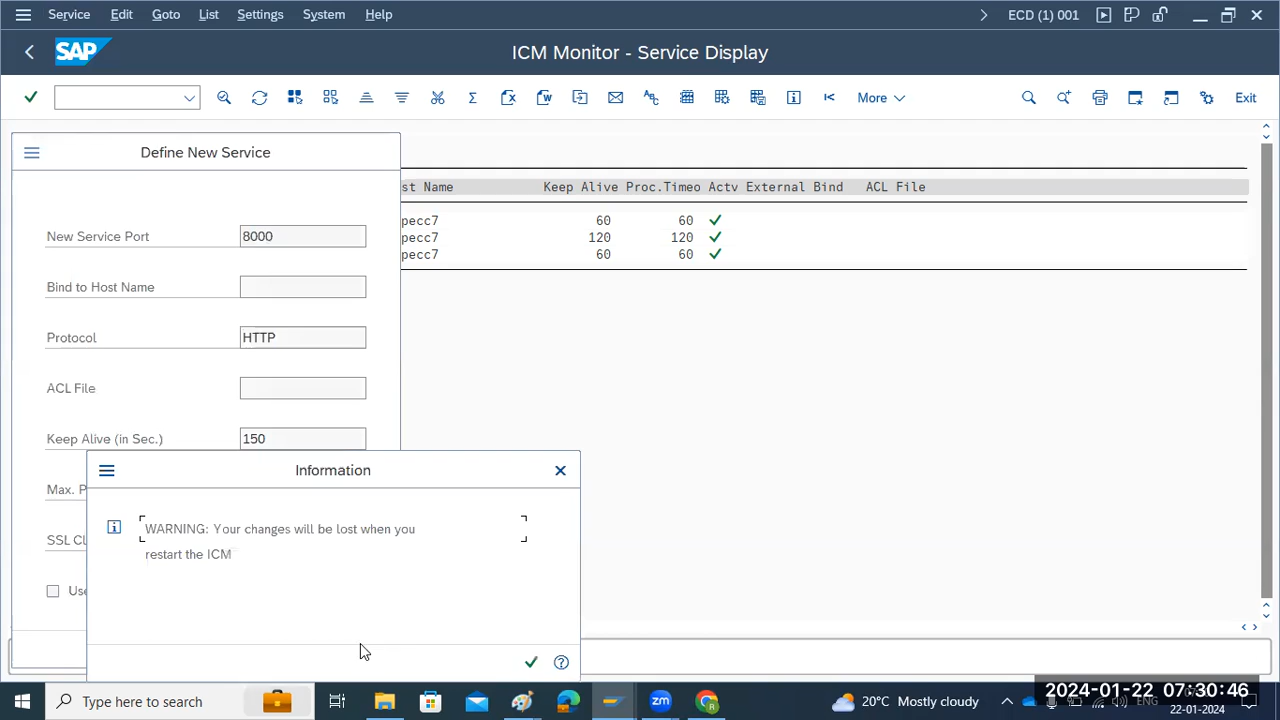 Service Edit Goto List Settings System Help ECD (1) 001
SAP ICM Monitor - Service Display
More Exit
Define New Service
st Name Keep Alive Proc.Timeo Actv External Bind ACL File
New Service Port 8000
pecc7 60 60
pecc7 120 120
pecc7 60 60
Bind to Host Name
Protocol HTTP
ACL File
Keep Alive (in Sec.) 150
Max. P
SSL Cl
Use
Information
WARNING: Your changes will be lost when you
restart the ICM
Type here to search
20°C Mostly cloudy
ENG
2024-01-22 07:30:46
22-01-2024